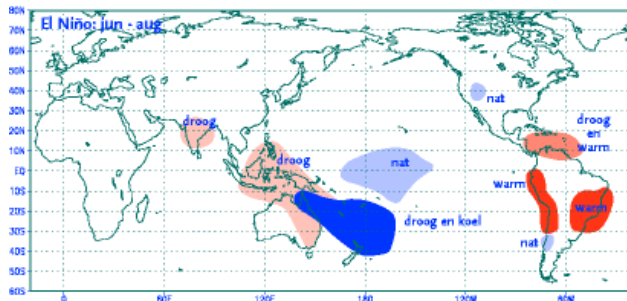 El Niño: jun - aug
80N
70N
60N
50N
40N
30N
20N
10N
EQ
10S
20S
30S
40S
50S
60S
nat
droog
en
warm
droog
droog
nat
warm
warm
droog en koel
nat
0
60E
120E
180
120W
60W